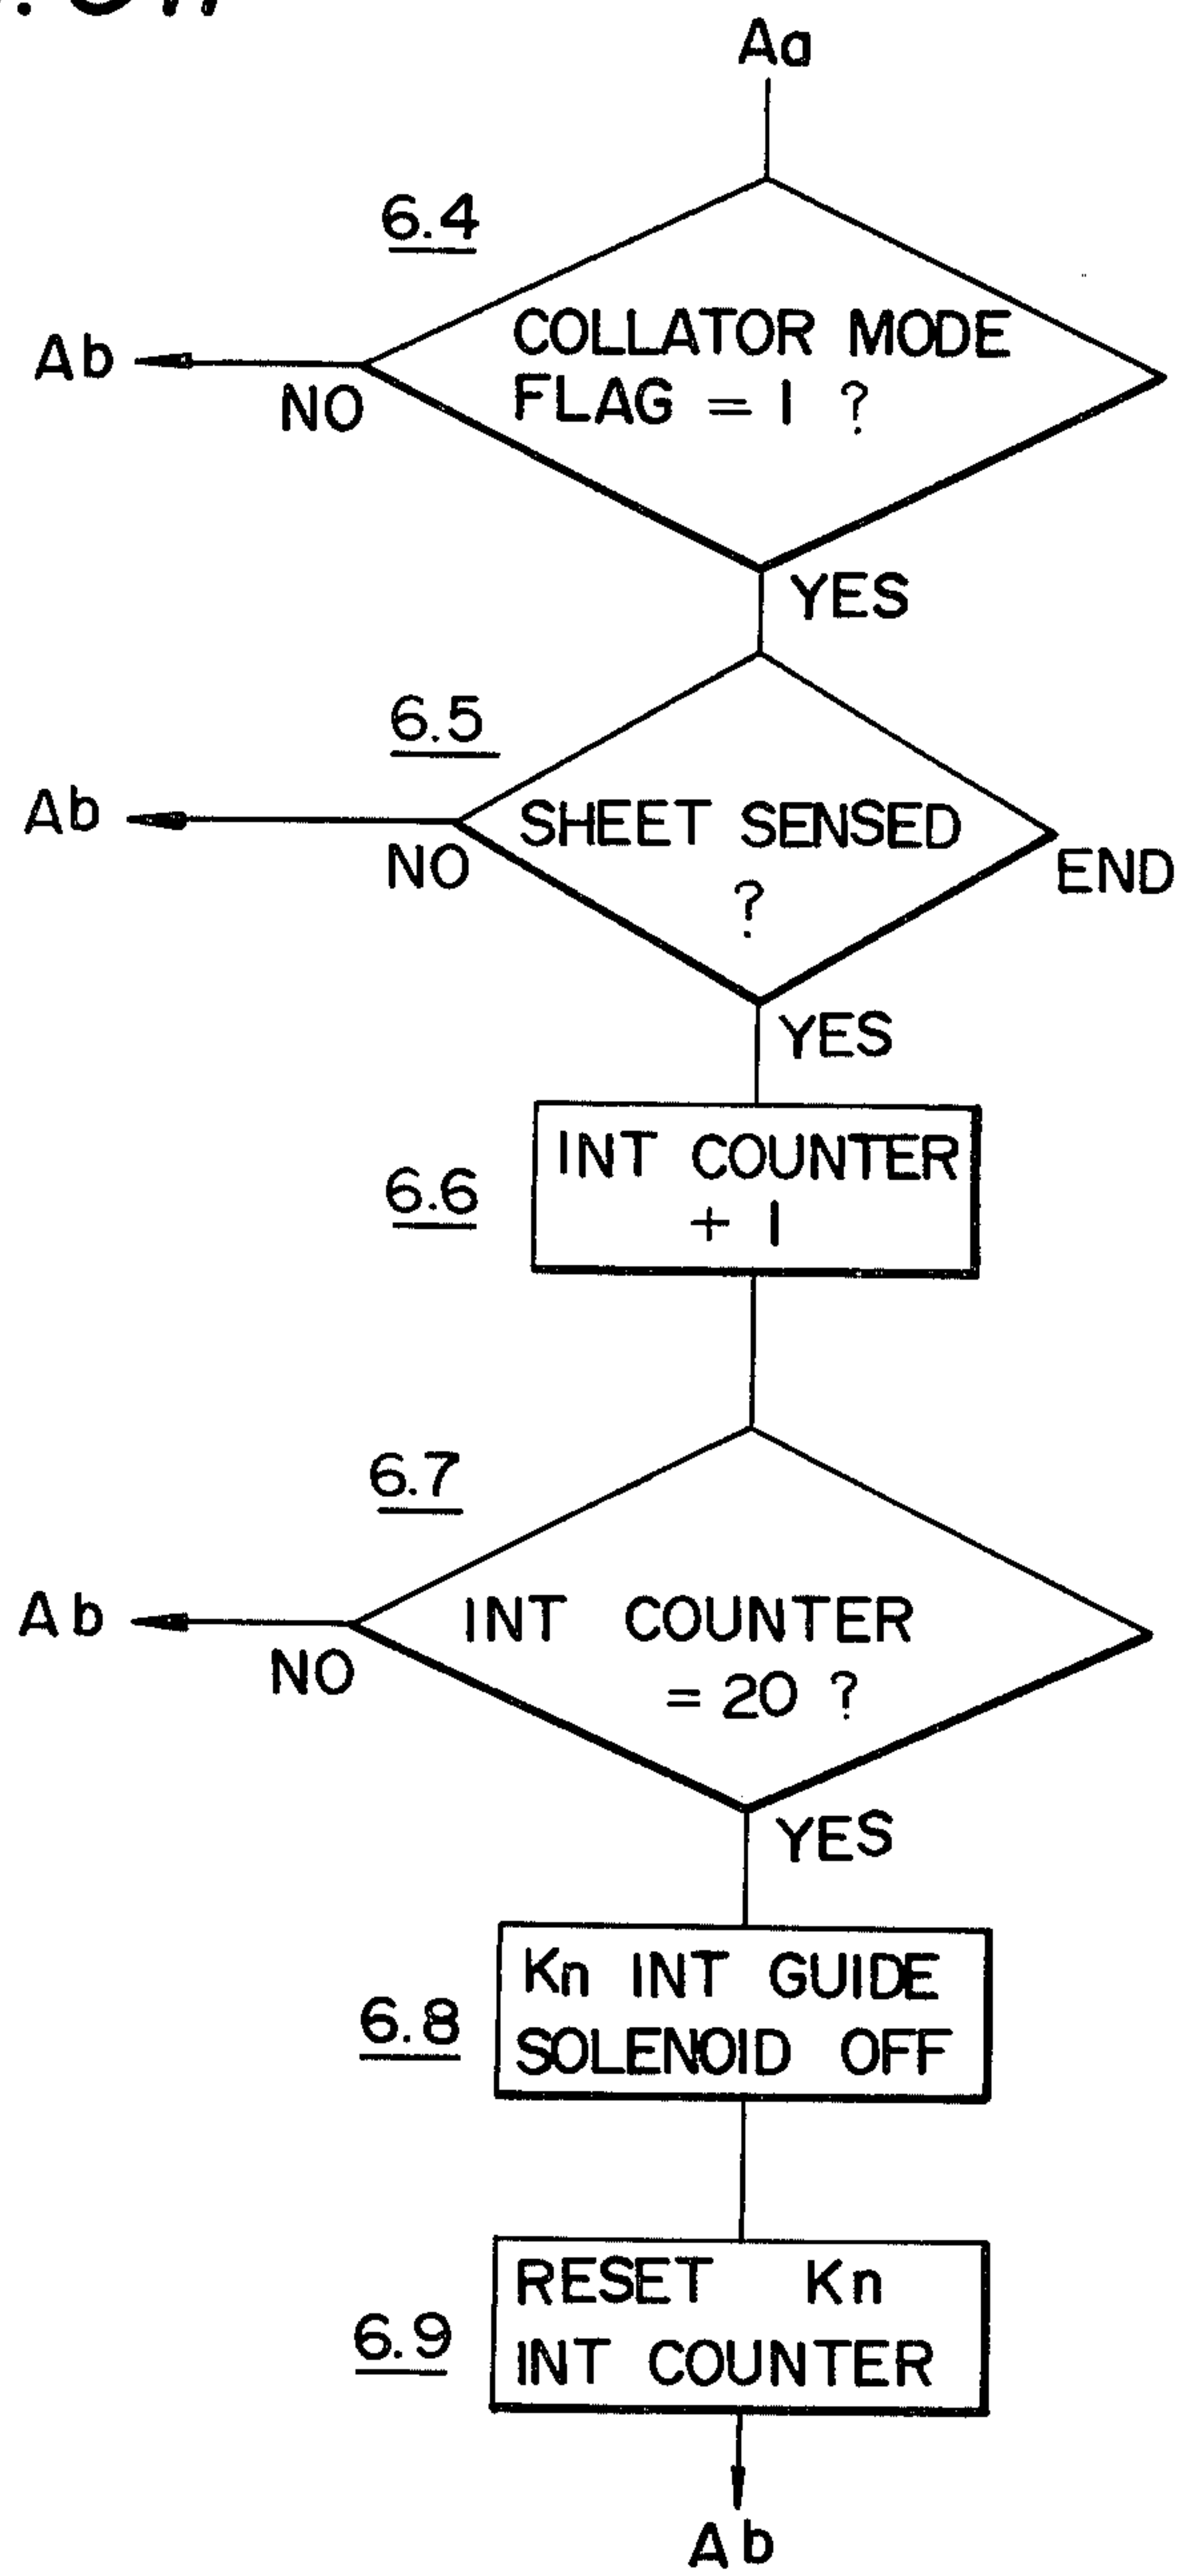 Aa
6.4
COLLATOR MODE
FLAG = 1 ?
Ab
NO
YES
6.5
SHEET SENSED
?
Ab
NO
END
YES
6.6
INT COUNTER
+ 1
6.7
INT COUNTER
= 20 ?
Ab
NO
YES
6.8
Kn INT GUIDE
SOLENOID OFF
6.9
RESET Kn
INT COUNTER
Ab